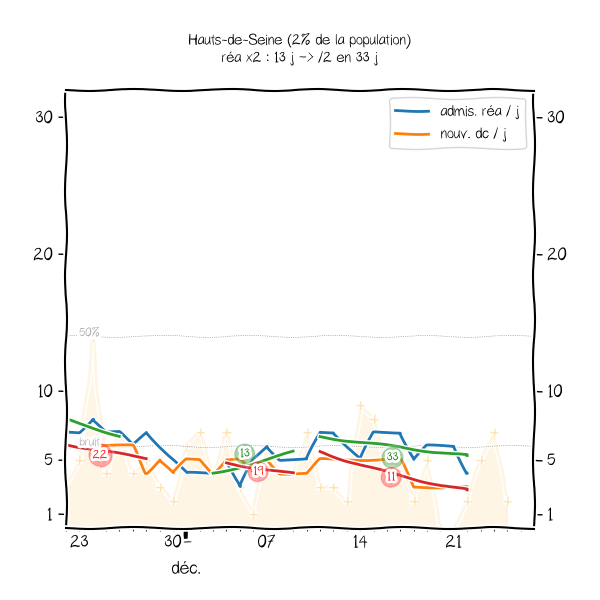 Hauts-de-Seine (2% de la population)
réa x2 : 13 j -> /2 en 33 j
admis. réa / j
nouv. dc / j
30 30
20 20
50%
10 10
bruit
22 13 19 33 11
5 5
1 1
23 30 07 14 21
déc.